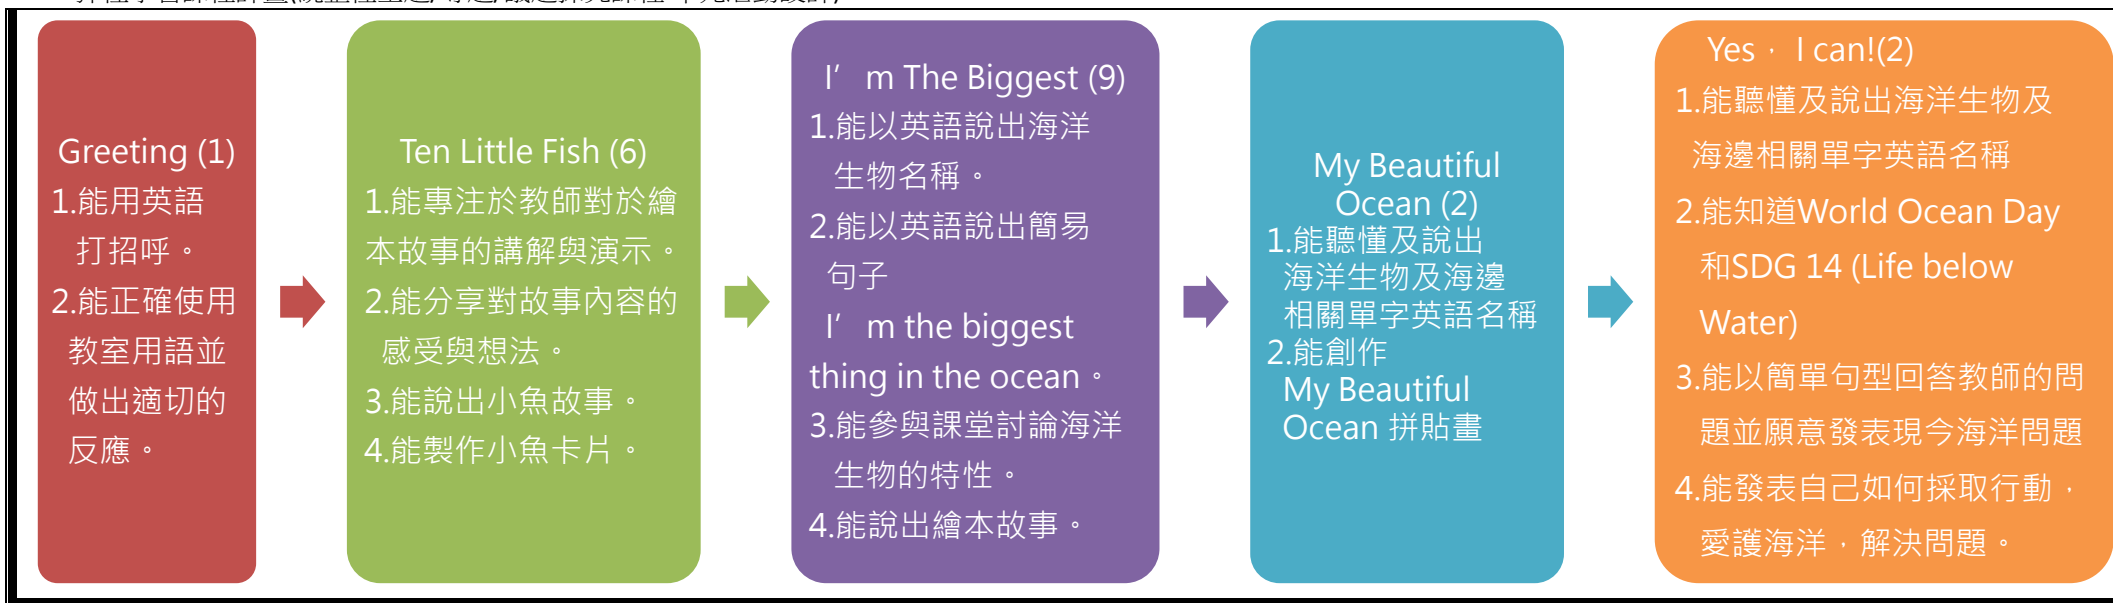 Greeting (1)
1.能用英語
打招呼。
2.能正確使用
教室用語並
做出適切的
反應。
Ten Little Fish (6)
1.能專注於教師對於繪
本故事的講解與演示。
2.能分享對故事內容的
感受與想法。
3.能說出小魚故事。
4.能製作小魚卡片。
I’m The Biggest (9)
1.能以英語說出海洋
生物名稱。
2.能以英語說出簡易
句子
I’m the biggest
thing in the ocean。
3.能參與課堂討論海洋
生物的特性。
4.能說出繪本故事。
My Beautiful
Ocean (2)
1.能聽懂及說出
海洋生物及海邊
相關單字英語名稱
2.能創作
My Beautiful
Ocean 拼貼畫
Yes，I can!(2)
1.能聽懂及說出海洋生物及
海邊相關單字英語名稱
2.能知道World Ocean Day
和SDG 14 (Life below
Water)
3.能以簡單句型回答教師的問
題並願意發表現今海洋問題
4.能發表自己如何採取行動，
愛護海洋，解決問題。